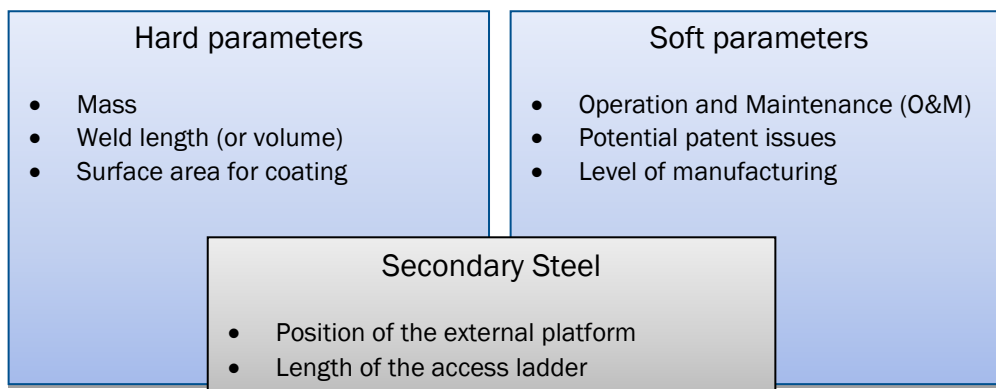 Hard parameters
• Mass
• Weld length (or volume)
• Surface area for coating
Soft parameters
• Operation and Maintenance (O&M)
• Potential patent issues
• Level of manufacturing
Secondary Steel
• Position of the external platform
• Length of the access ladder